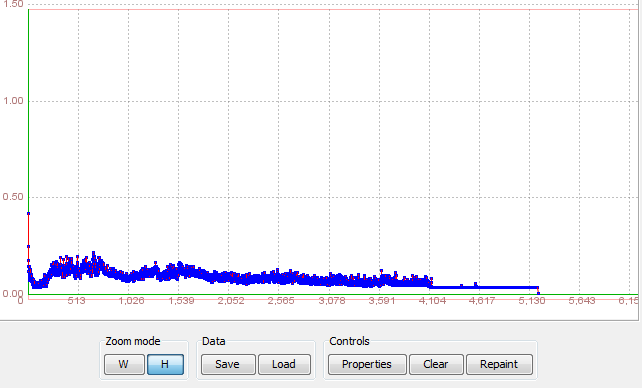 1.50
1.00
0.50
0.00
0 513 1,026 1,539 2,052 2,565 3,078 3,591 4,104 4,617 5,130 5,643 6,15
Zoom mode Data Controls
W H Save Load Properties Clear Repaint